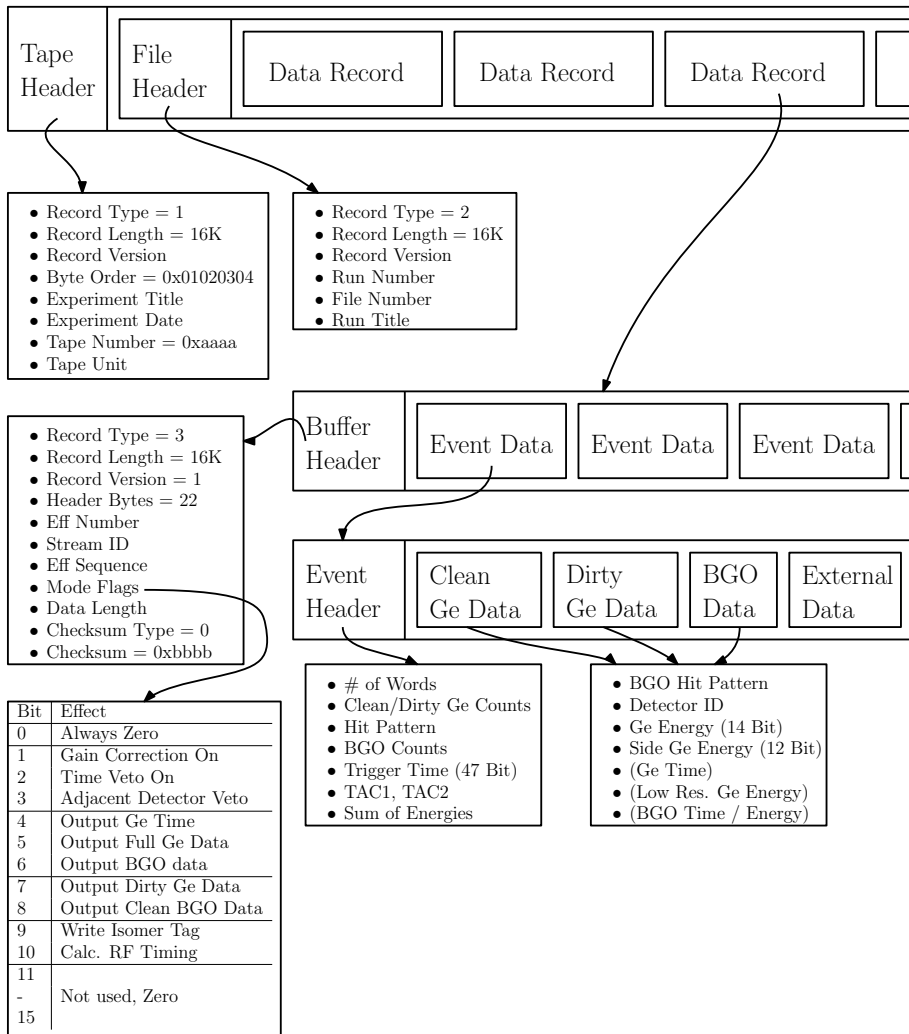 Tape
Header
File
Header
Data Record
Data Record
Data Record
• Record Type = 1
• Record Length = 16K
• Record Version
• Byte Order = 0x01020304
• Experiment Title
• Experiment Date
• Tape Number = 0xaaaa
• Tape Unit
• Record Type = 2
• Record Length = 16K
• Record Version
• Run Number
• File Number
• Run Title
Buffer
Header
Event Data
Event Data
Event Data
• Record Type = 3
• Record Length = 16K
• Record Version = 1
• Header Bytes = 22
• Eff Number
• Stream ID
• Eff Sequence
• Mode Flags
• Data Length
• Checksum Type = 0
• Checksum = 0xbbbb
Event
Header
Clean
Ge Data
Dirty
Ge Data
BGO
Data
External
Data
• # of Words
• Clean/Dirty Ge Counts
• Hit Pattern
• BGO Counts
• Trigger Time (47 Bit)
• TAC1, TAC2
• Sum of Energies
• BGO Hit Pattern
• Detector ID
• Ge Energy (14 Bit)
• Side Ge Energy (12 Bit)
• (Ge Time)
• (Low Res. Ge Energy)
• (BGO Time / Energy)
Bit Effect
0 Always Zero
1 Gain Correction On
2 Time Veto On
3 Adjacent Detector Veto
4 Output Ge Time
5 Output Full Ge Data
6 Output BGO data
7 Output Dirty Ge Data
8 Output Clean BGO Data
9 Write Isomer Tag
10 Calc. RF Timing
11
- Not used, Zero
15